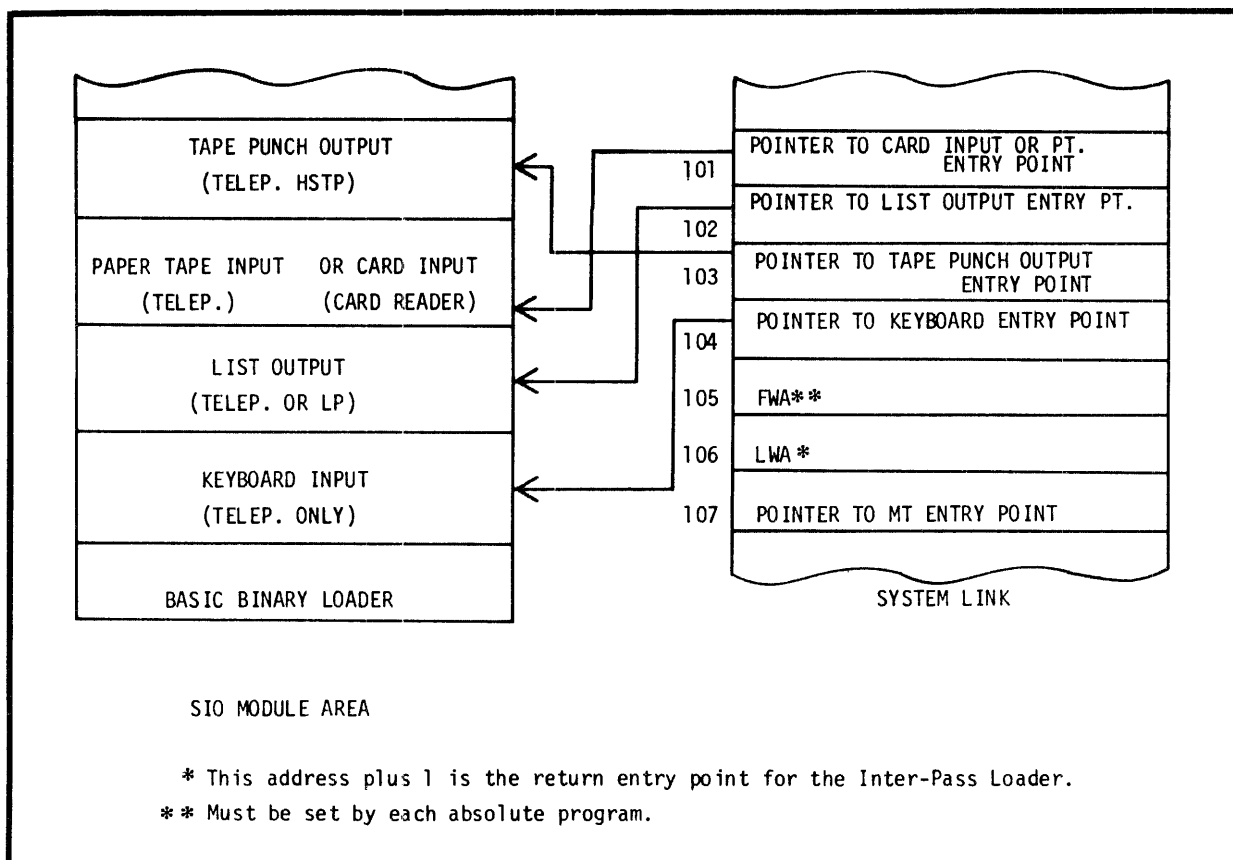 TAPE PUNCH OUTPUT
(TELEP. HSTP)
PAPER TAPE INPUT OR CARD INPUT
(TELEP.) (CARD READER)
LIST OUTPUT
(TELEP. OR LP)
KEYBOARD INPUT
(TELEP. ONLY)
BASIC BINARY LOADER
SIO MODULE AREA
101
POINTER TO CARD INPUT OR PT.
ENTRY POINT
102
POINTER TO LIST OUTPUT ENTRY PT.
103
POINTER TO TAPE PUNCH OUTPUT
ENTRY POINT
104
POINTER TO KEYBOARD ENTRY POINT
105 FWA**
106 LWA*
107 POINTER TO MT ENTRY POINT
SYSTEM LINK
* This address plus 1 is the return entry point for the Inter-Pass Loader.
** Must be set by each absolute program.